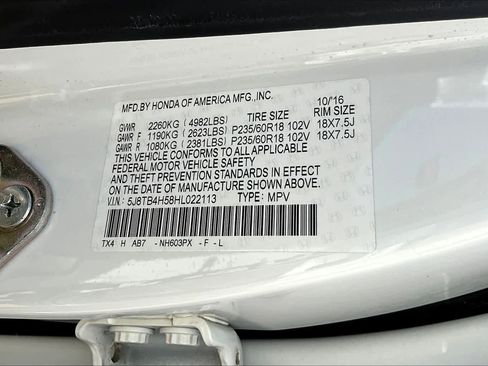 MFD.BY HONDA OF AMERICA MFG.,INC. 10/16
TIRE SIZE RIM SIZE
GVWR 2260KG ( 4982LBS)
GAWR F 1190KG ( 2623LBS) P235/60R18 102V 18X7.5J
GAWR R 1080KG ( 2381LBS) P235/60R18 102V 18X7.5J
THIS VEHICLE CONFORMS TO ALL APPLICABLE
FEDERAL MOTOR VEHICLE SAFETY
AND THEFT PREVENTION STANDARDS IN EFFECT
ON THE DATE OF MANUFACTURE SHOWN ABOVE.
V.I.N.: 5J8TB4H58HL022113 TYPE: MPV
TX4 H AB7 - NH603PX - F - L